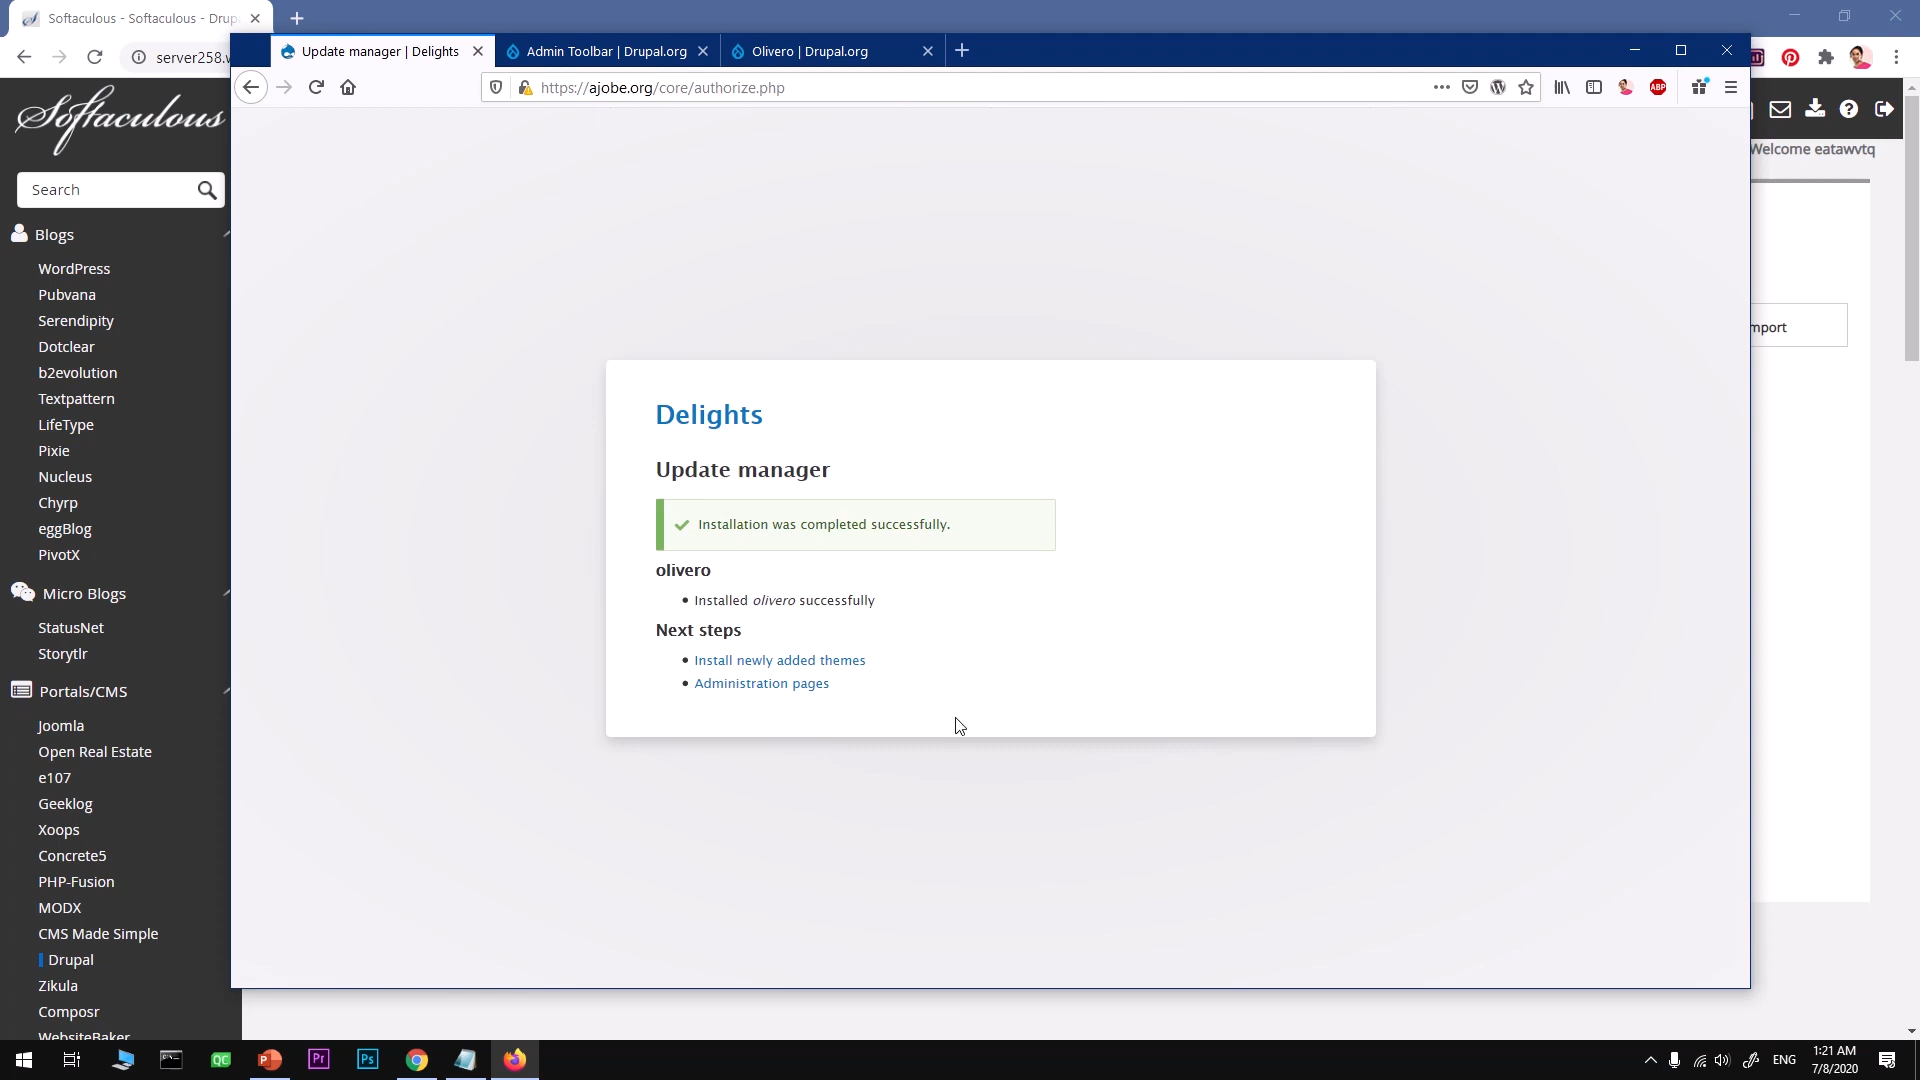 Softaculous - Softaculous - Drup
server258.w
Update manager | Delights
Admin Toolbar | Drupal.org
Olivero | Drupal.org
https://ajobe.org/core/authorize.php
ABP
Softaculous
Search
Welcome eatawvtq
mport
Blogs
WordPress
Pubvana
Serendipity
Dotclear
b2evolution
Textpattern
LifeType
Pixie
Nucleus
Chyrp
eggBlog
PivotX
Micro Blogs
StatusNet
Storytlr
Portals/CMS
Joomla
Open Real Estate
e107
Geeklog
Xoops
Concrete5
PHP-Fusion
MODX
CMS Made Simple
Drupal
Zikula
Composr
WebsiteBaker
Delights
Update manager
Installation was completed successfully.
olivero
Installed olivero successfully
Next steps
Install newly added themes
Administration pages
QC
P
Pr
Ps
ENG
1:21 AM
7/8/2020